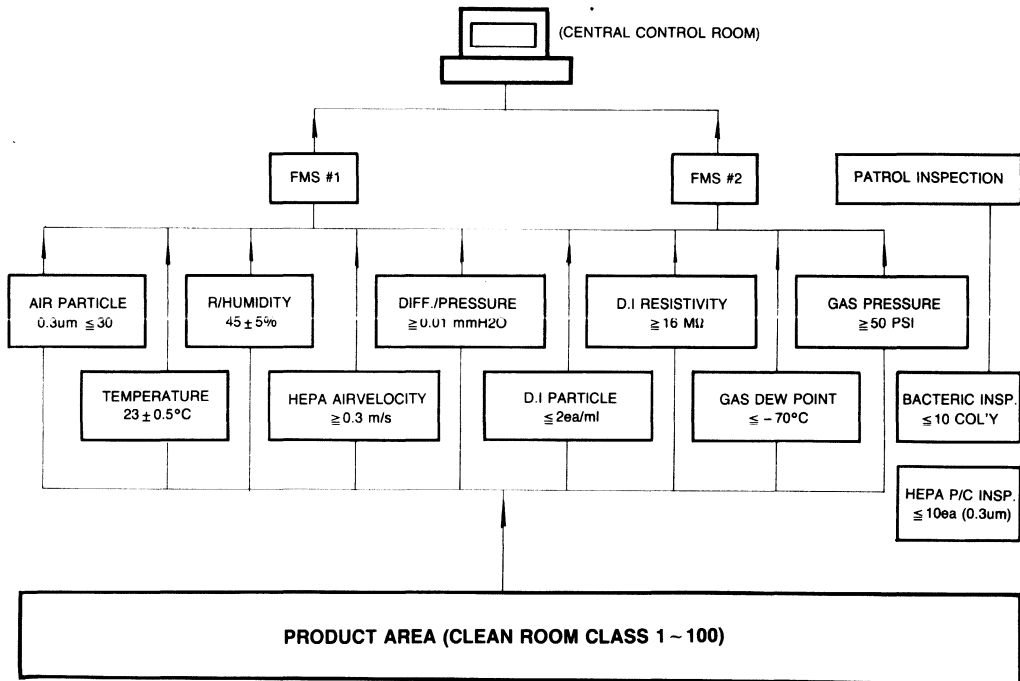 (CENTRAL CONTROL ROOM)
FMS #1
FMS #2
PATROL INSPECTION
AIR PARTICLE
0.3um ≦ 30
R/HUMIDITY
45 ± 5%
DIFF./PRESSURE
≧ 0.01 mmH2O
D.I RESISTIVITY
≧ 16 MΩ
GAS PRESSURE
≧ 50 PSI
TEMPERATURE
23 ± 0.5°C
HEPA AIRVELOCITY
≧ 0.3 m/s
D.I PARTICLE
≦ 2ea/ml
GAS DEW POINT
≦ - 70°C
BACTERIC INSP.
≦ 10 COL'Y
HEPA P/C INSP.
≦ 10ea (0.3um)
PRODUCT AREA (CLEAN ROOM CLASS 1 ~ 100)